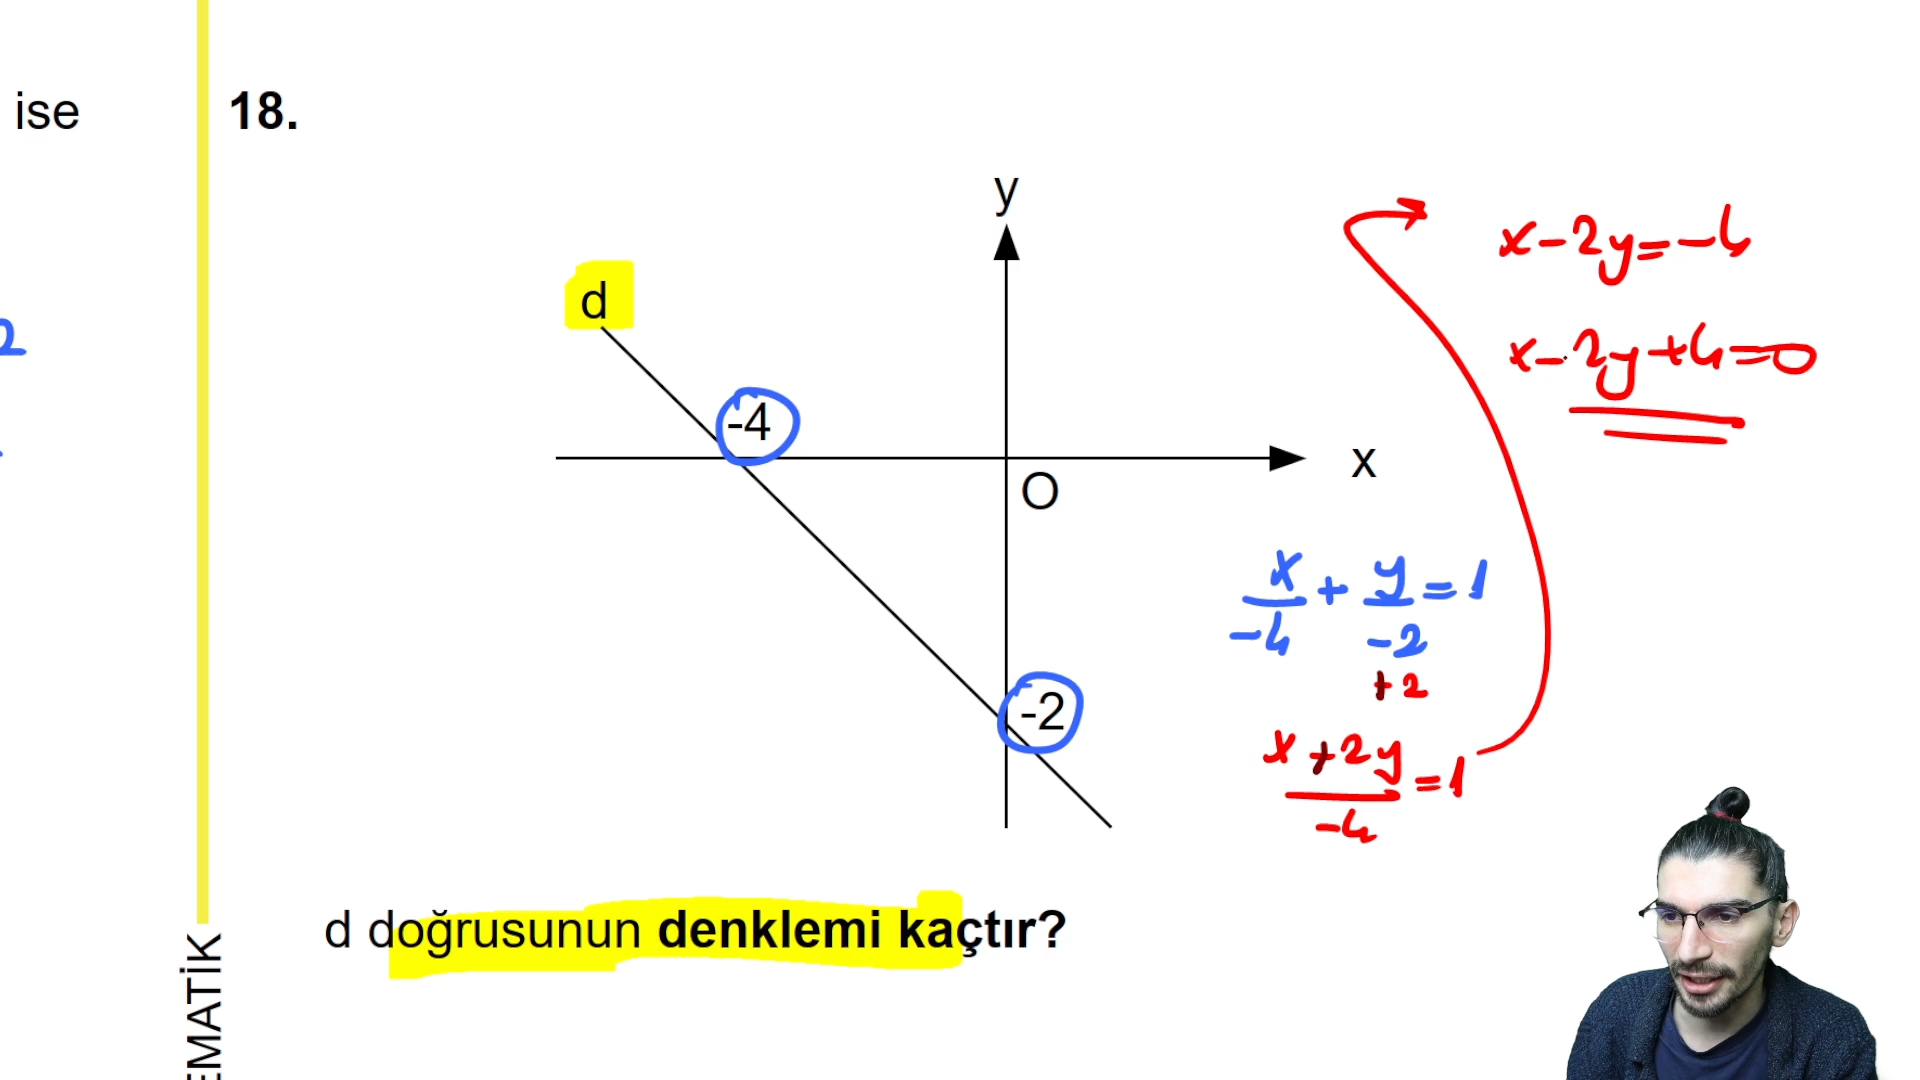 ise
18.
y
d
-4
x
O
-2
x-2y=-4
x-2y+4=0
x/-4 + y/-2 = 1
+2
x+2y/-4 = 1
d doğrusunun denklemi kaçtır?
EMATİK
2